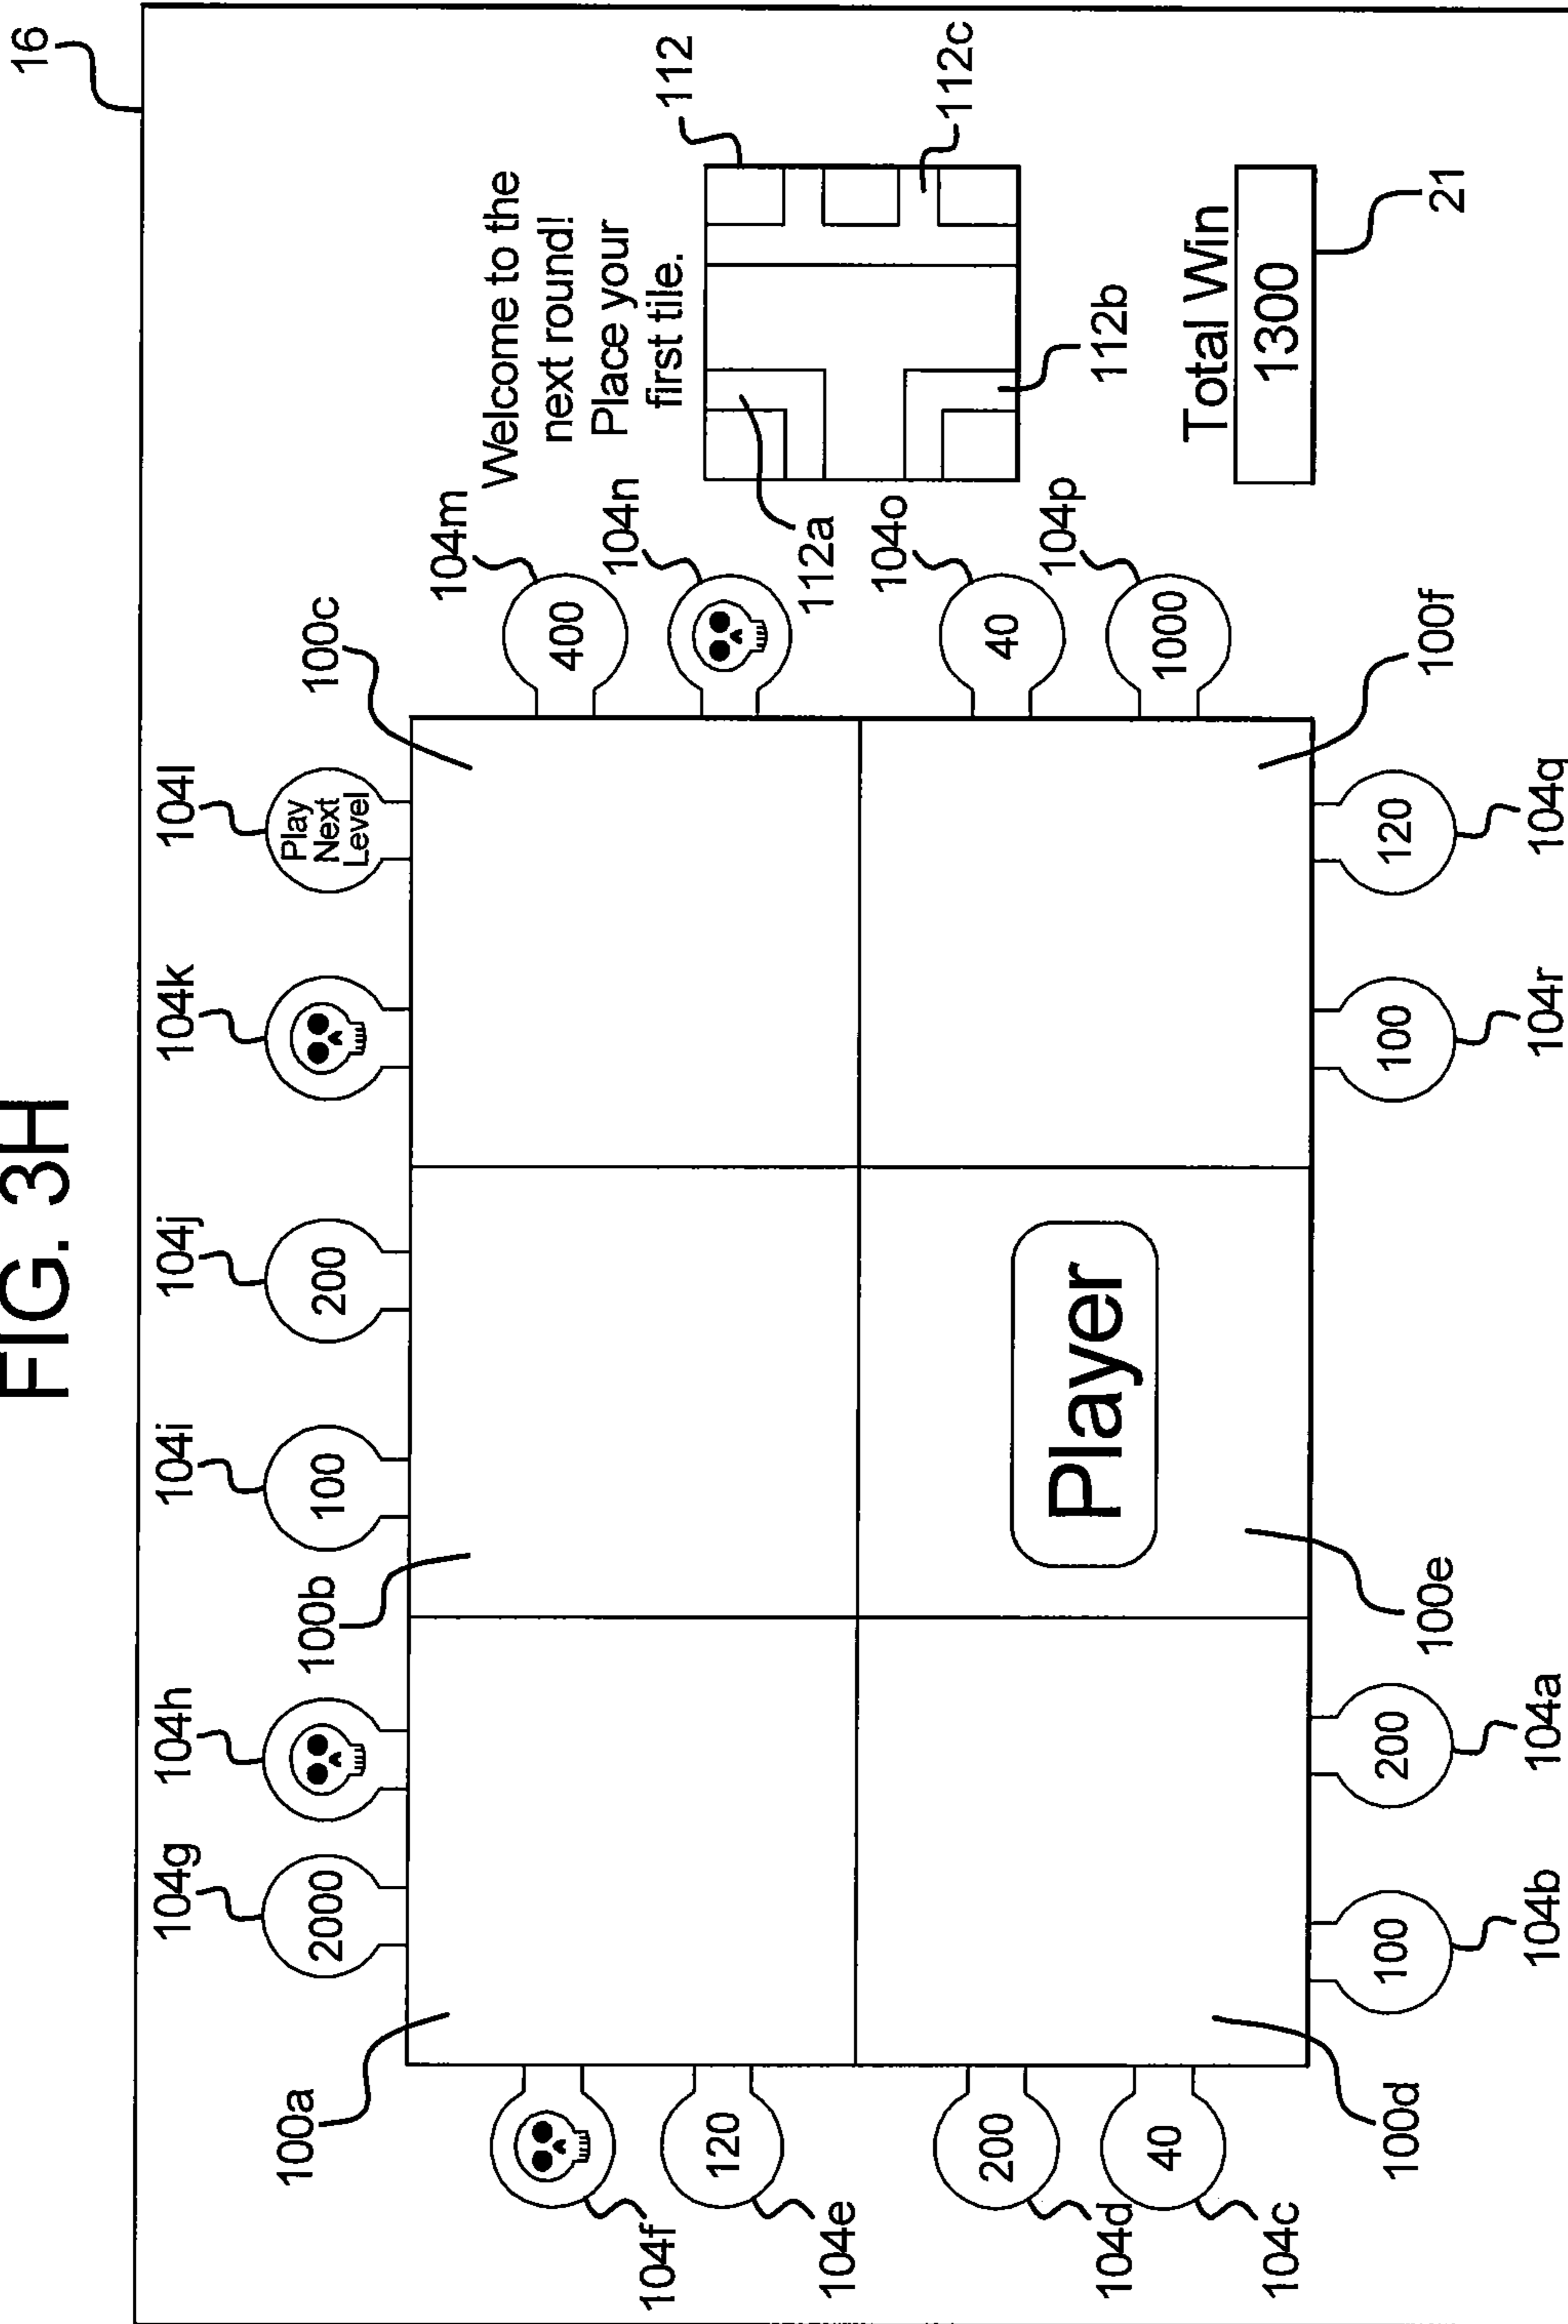 FIG. 3H
16
104g
104h
104i
104j
104k
104l
2000
100
200
Play
Next
Level
100a
100b
100c
104f
104m
400
Welcome to the
next round!
Place your
first tile.
104e
120
104n
112
112a
112b
112c
104d
200
104o
40
Player
104c
40
104p
1000
Total Win
1300
21
100d
100e
100f
100
200
100
120
104b
104a
104r
104q